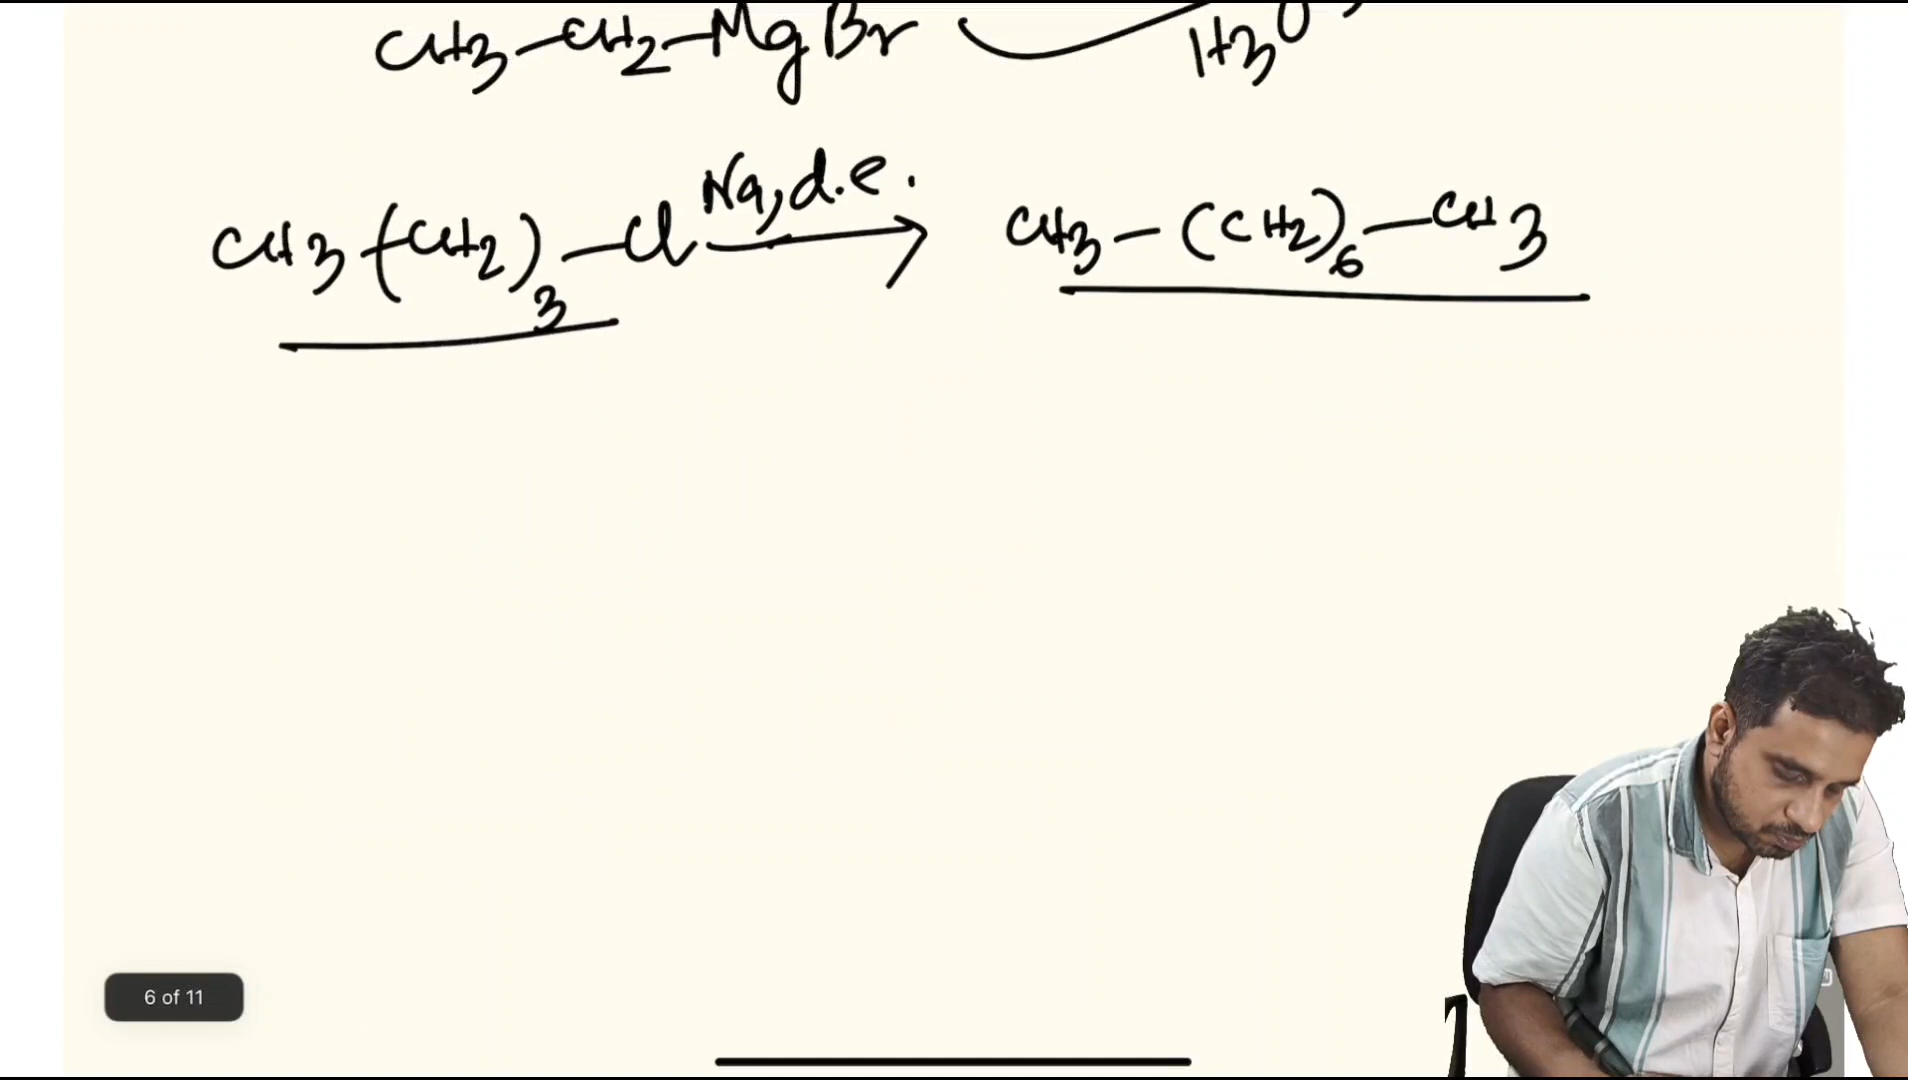 CH3-CH2-MgBr H3O
CH3-(CH2)3-Cl Na, d.e. → CH3-(CH2)6-CH3
6 of 11